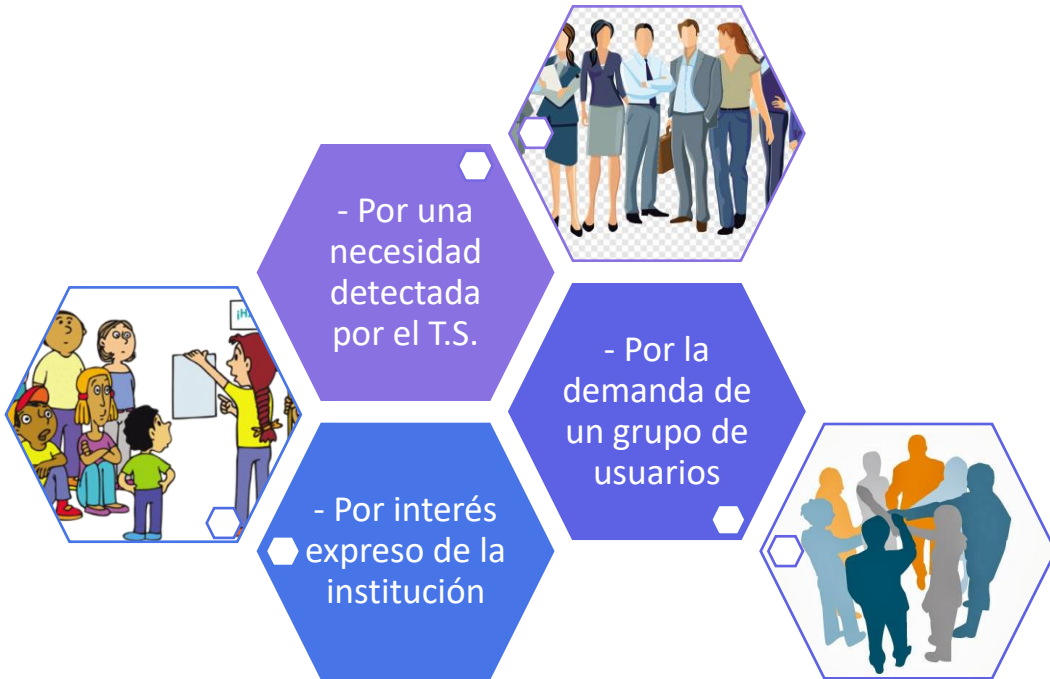 - Por una
necesidad
detectada
por el T.S.
- Por la
demanda de
un grupo de
usuarios
- Por interés
expreso de la
institución